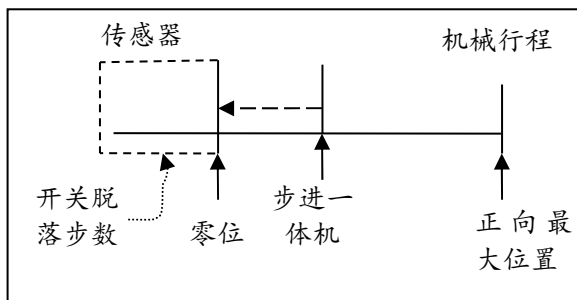 传感器
机械行程
开关脱
落步数
零位
步进一
体机
正向最
大位置